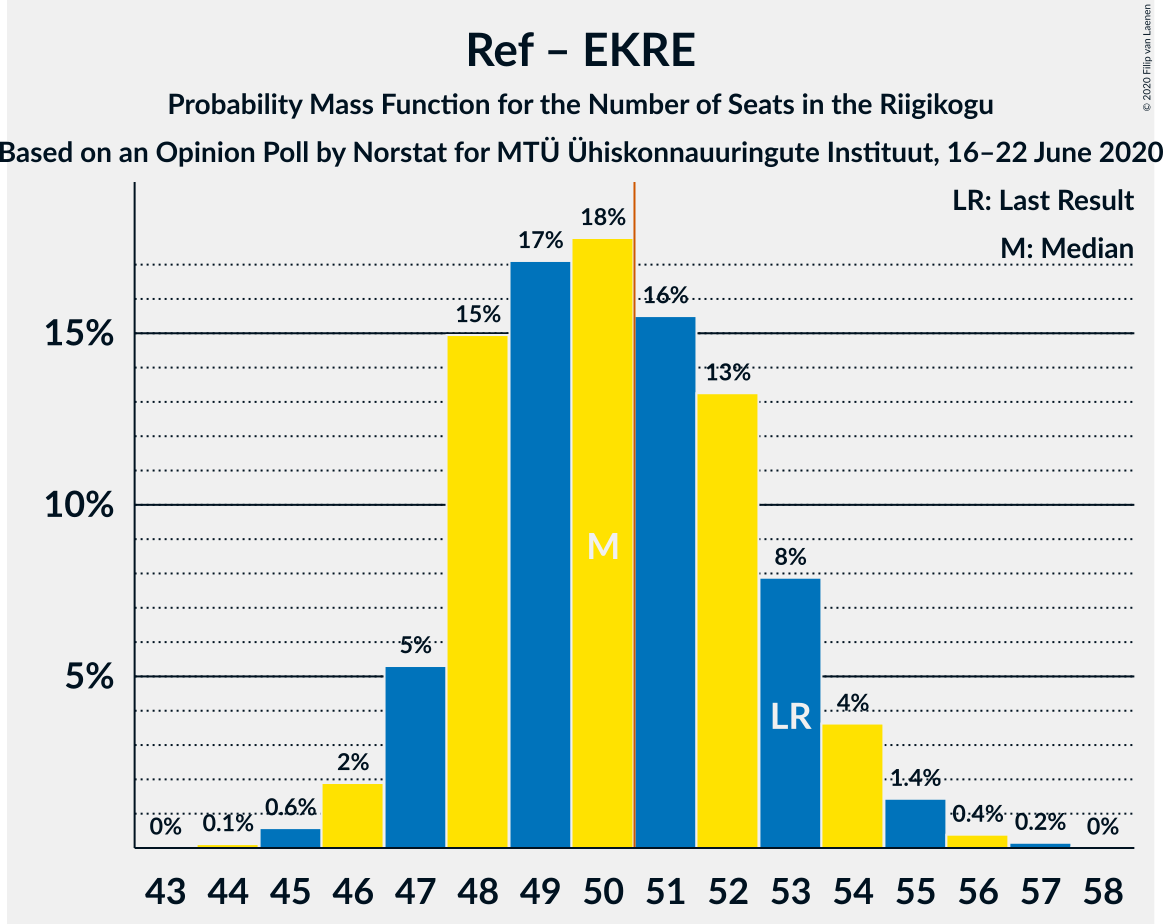 Ref – EKRE
Probability Mass Function for the Number of Seats in the Riigikogu
Based on an Opinion Poll by Norstat for MTÜ Ühiskonnauuringute Instituut, 16–22 June 2020
© 2020 Filip van Laenen
LR: Last Result
M: Median
18%
17%
16%
15%
15%
13%
10%
M
8%
5%
5%
LR
4%
2%
1.4%
0%
0.1%
0.6%
0.4%
0.2%
0%
43 44 45 46 47 48 49 50 51 52 53 54 55 56 57 58